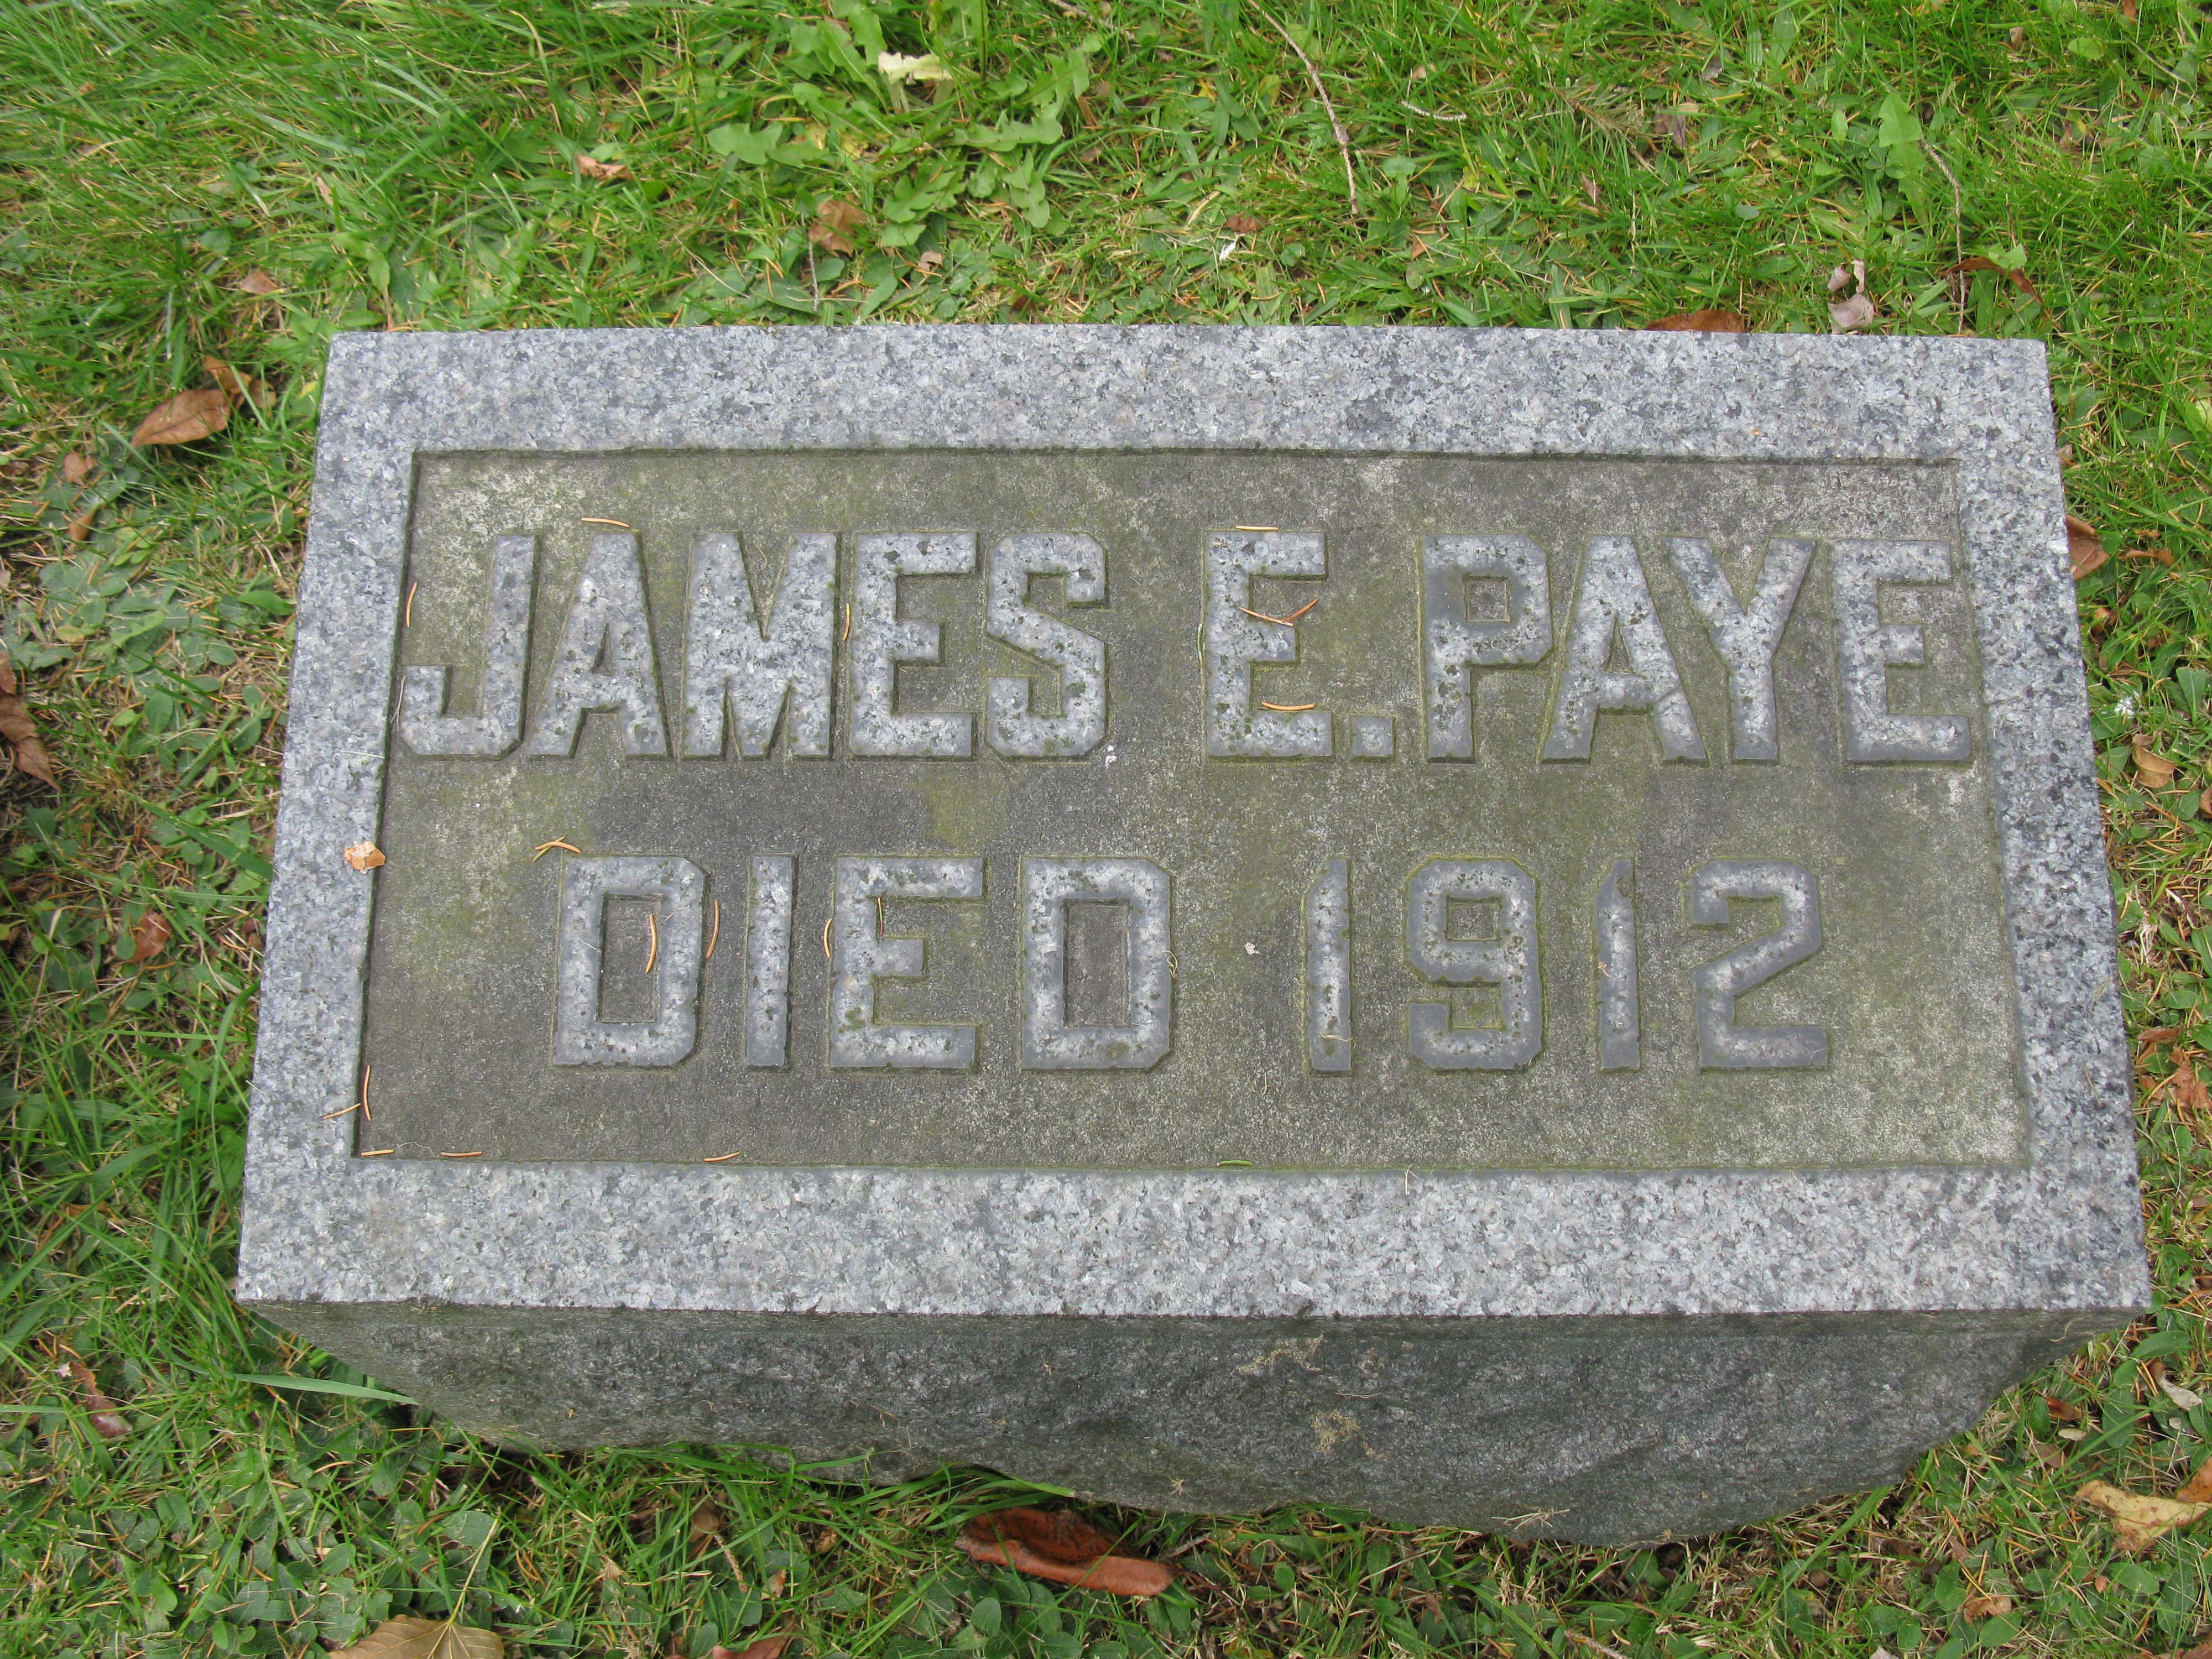 JAMES E. PAYE
DIED 1912